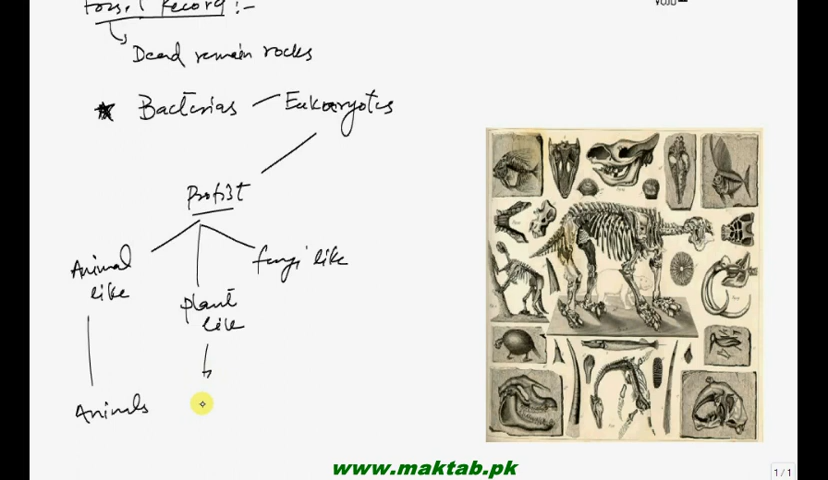 Fossil Record :-
Dead remain rocks
Bacterias — Eukaryotes
Protist
Animal like
plant like
fungi like
Animals
www.maktab.pk
1 / 1